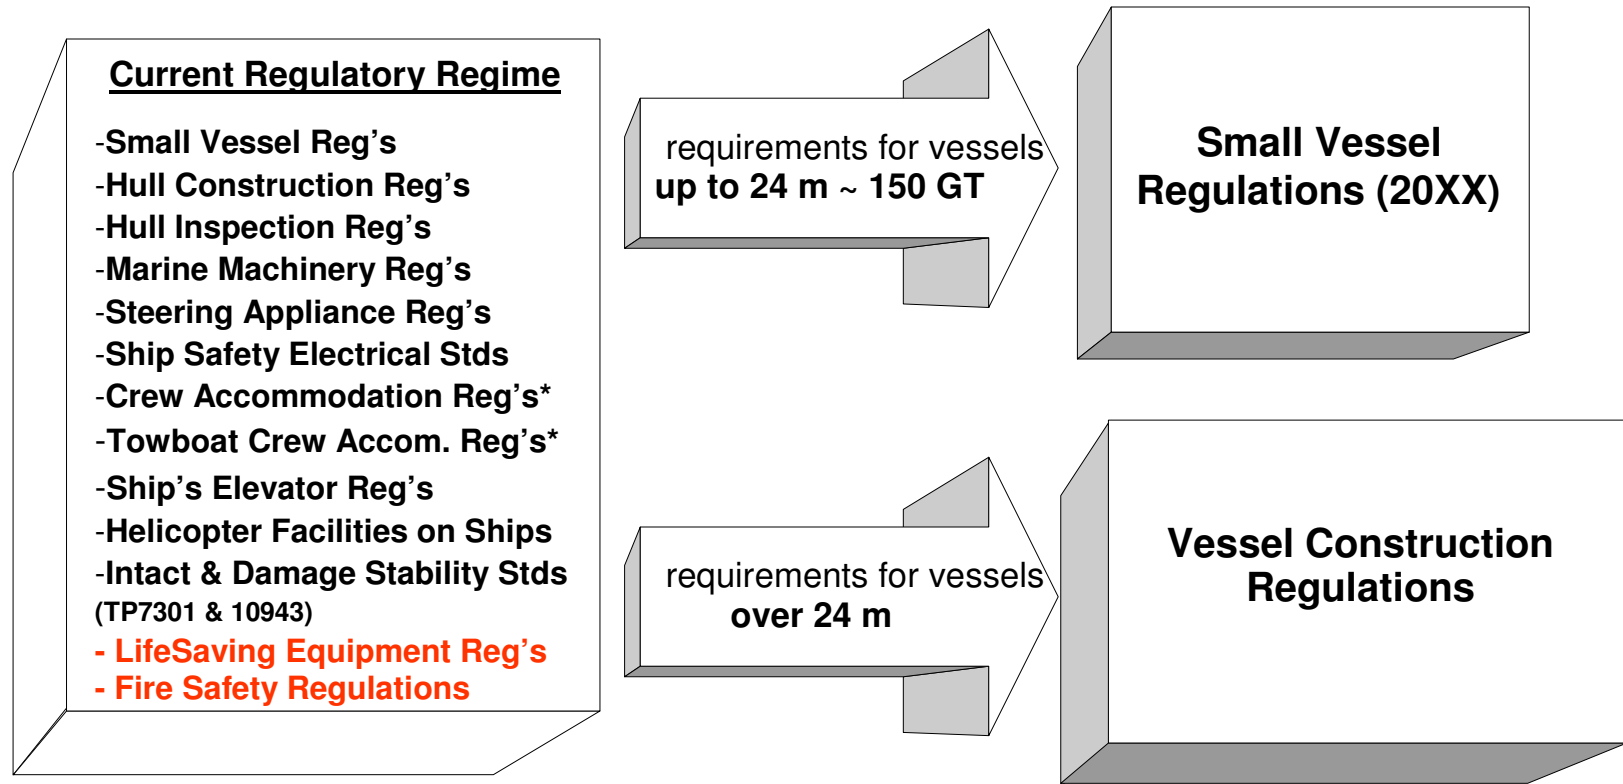 Current Regulatory Regime
-Small Vessel Reg’s
-Hull Construction Reg’s
-Hull Inspection Reg’s
-Marine Machinery Reg’s
-Steering Appliance Reg’s
-Ship Safety Electrical Stds
-Crew Accommodation Reg’s*
-Towboat Crew Accom. Reg’s*
-Ship’s Elevator Reg’s
-Helicopter Facilities on Ships
-Intact & Damage Stability Stds
(TP7301 & 10943)
- LifeSaving Equipment Reg’s
- Fire Safety Regulations
requirements for vessels
up to 24 m ~ 150 GT
Small Vessel
Regulations (20XX)
requirements for vessels
over 24 m
Vessel Construction
Regulations